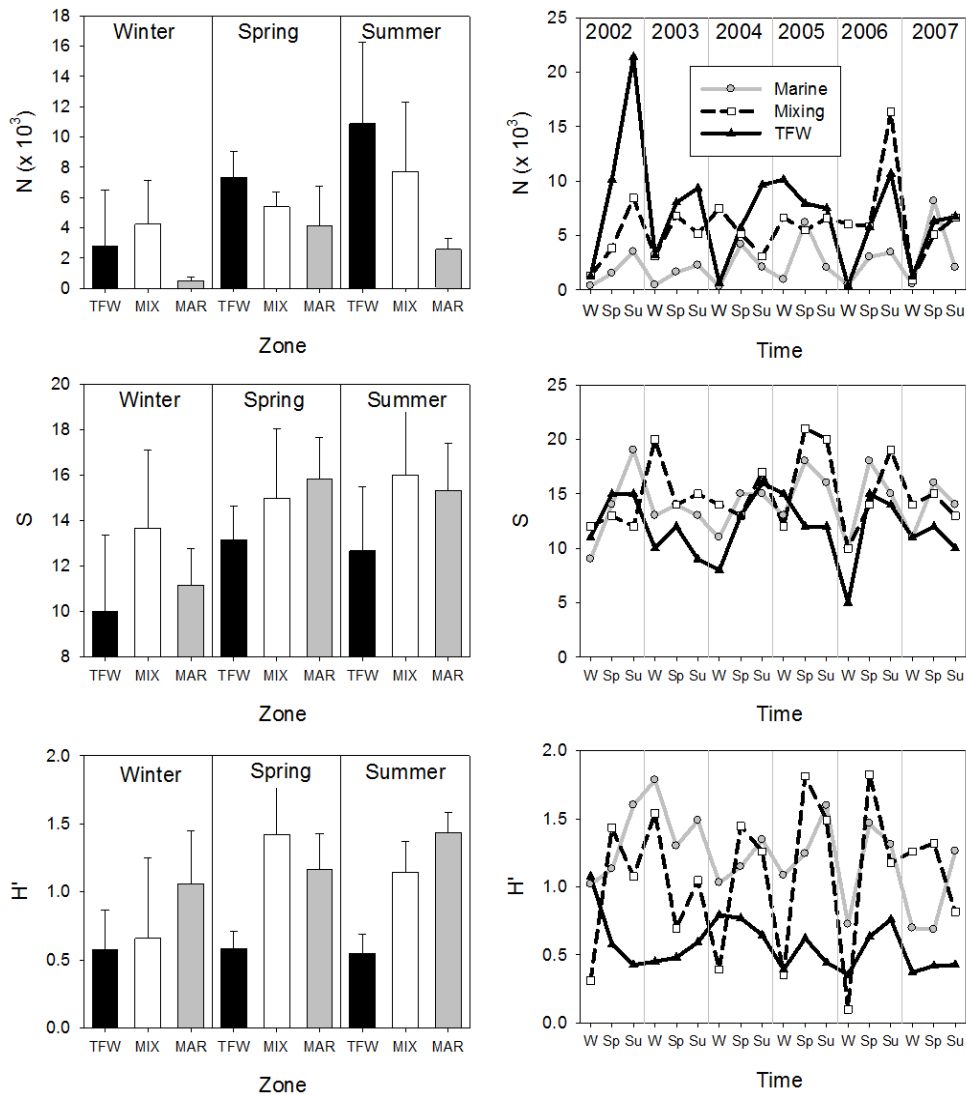 Winter Spring Summer
18
16
14
12
10
8
6
4
2
0
N (x 10³)
TFW MIX MAR TFW MIX MAR TFW MIX MAR
Zone
2002 2003 2004 2005 2006 2007
Marine
Mixing
TFW
25
20
15
10
5
0
N (x 10³)
W Sp Su W Sp Su W Sp Su W Sp Su W Sp Su W Sp Su
Time
Winter Spring Summer
20
18
16
14
12
10
8
S
TFW MIX MAR TFW MIX MAR TFW MIX MAR
Zone
25
20
15
10
5
0
S
W Sp Su W Sp Su W Sp Su W Sp Su W Sp Su W Sp Su
Time
Winter Spring Summer
2.0
1.5
1.0
0.5
0.0
H'
TFW MIX MAR TFW MIX MAR TFW MIX MAR
Zone
2.0
1.5
1.0
0.5
0.0
H'
W Sp Su W Sp Su W Sp Su W Sp Su W Sp Su W Sp Su
Time